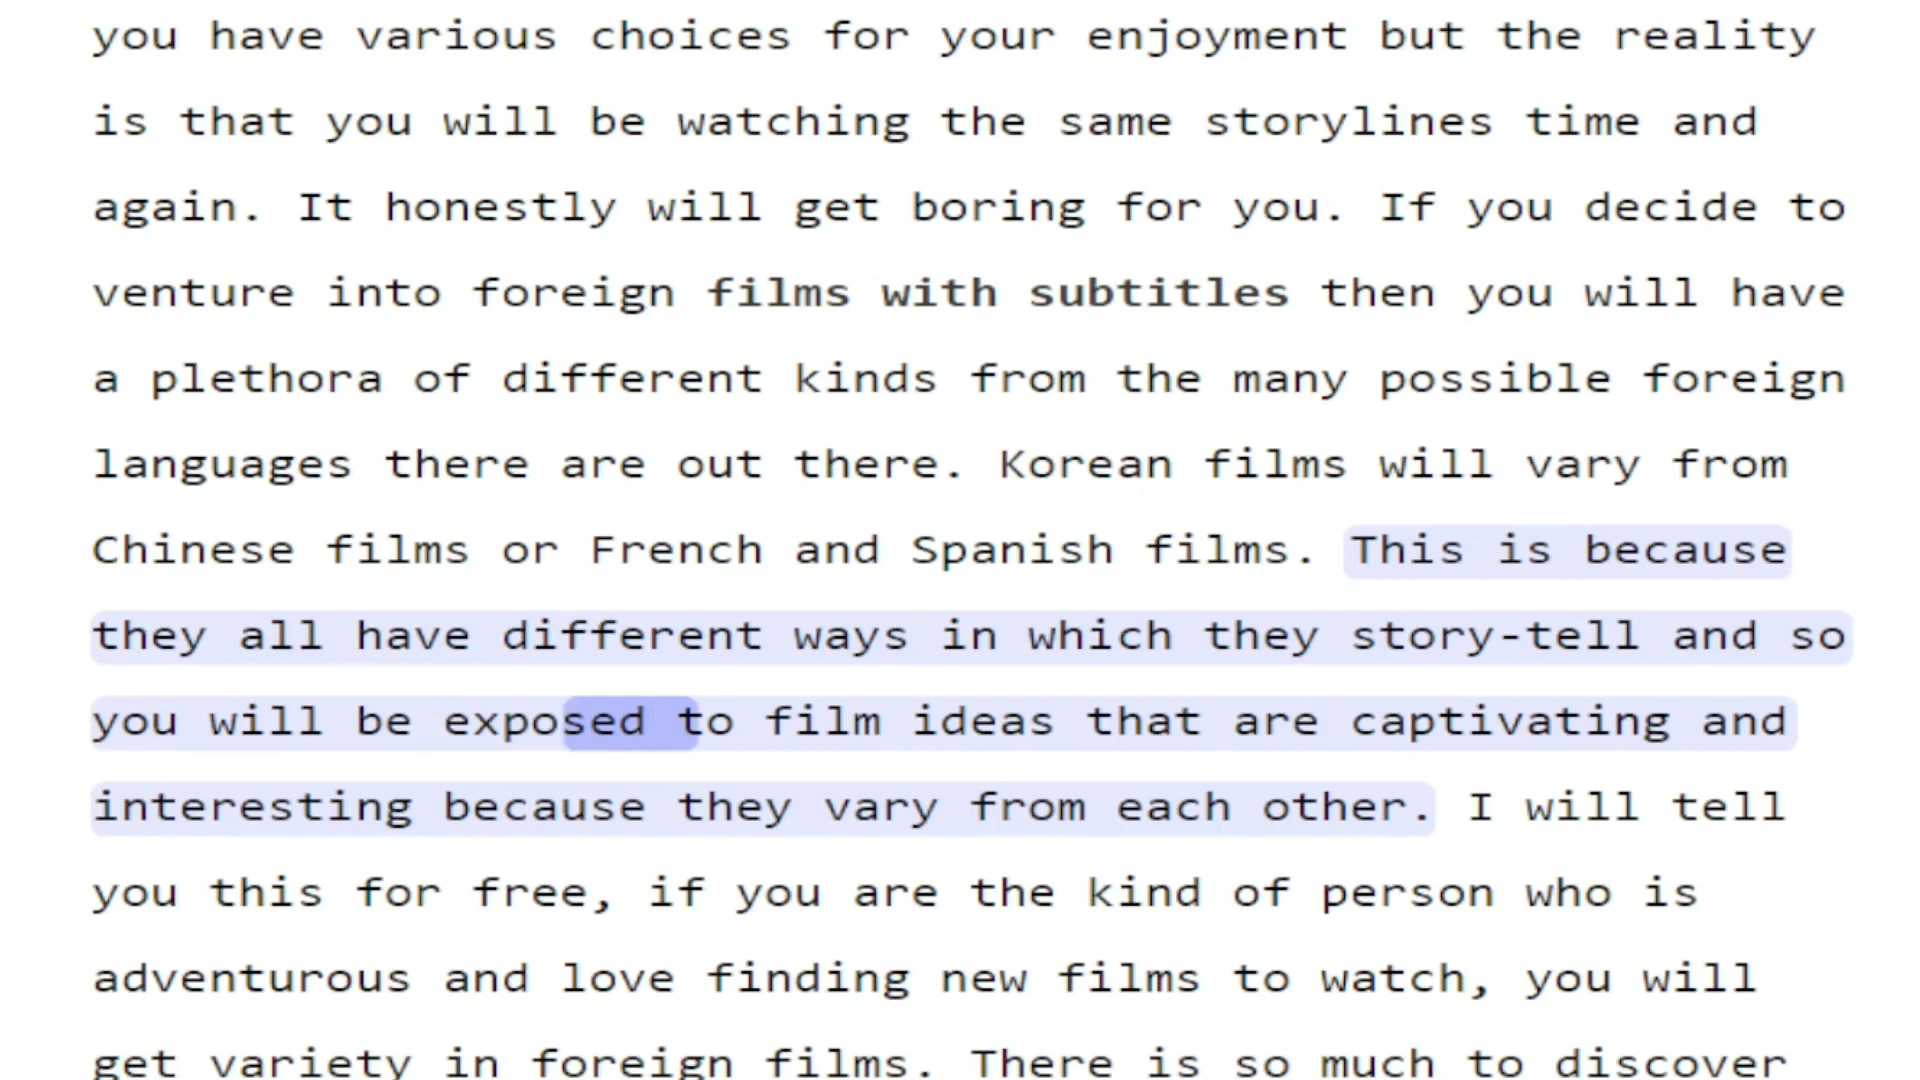 you have various choices for your enjoyment but the reality
is that you will be watching the same storylines time and
again. It honestly will get boring for you. If you decide to
venture into foreign films with subtitles then you will have
a plethora of different kinds from the many possible foreign
languages there are out there. Korean films will vary from
Chinese films or French and Spanish films. This is because
they all have different ways in which they story-tell and so
you will be exposed to film ideas that are captivating and
interesting because they vary from each other. I will tell
you this for free, if you are the kind of person who is
adventurous and love finding new films to watch, you will
get variety in foreign films. There is so much to discover